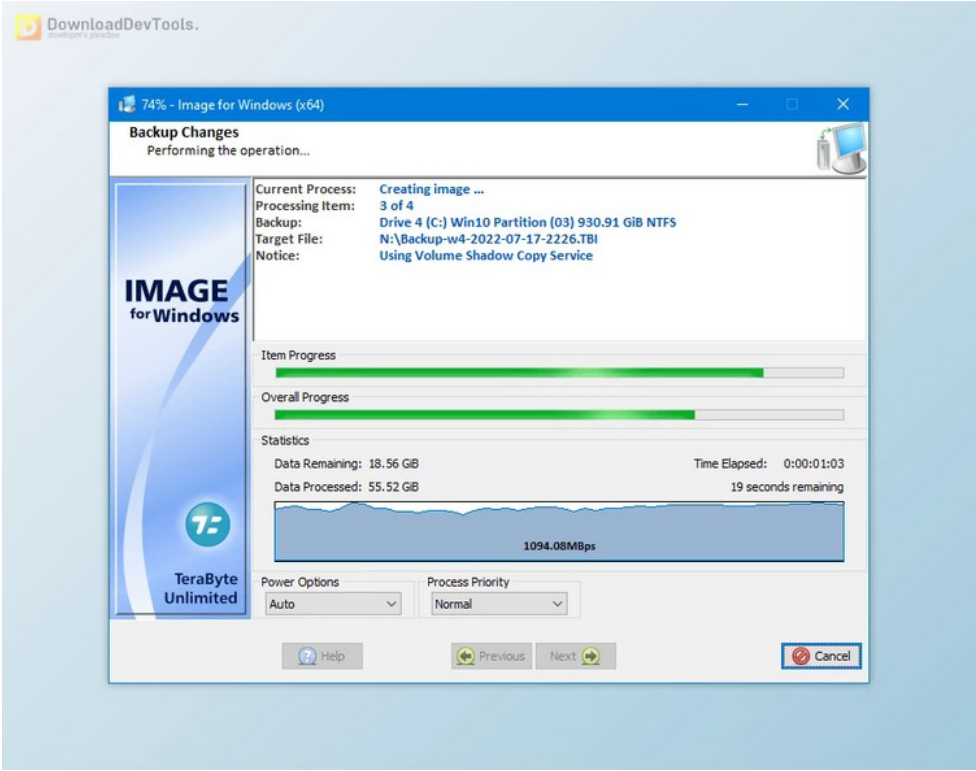 DownloadDevTools.
developer's paradise
74% - Image for Windows (x64)
Backup Changes
Performing the operation...
Current Process: Creating image ...
Processing Item: 3 of 4
Backup: Drive 4 (C:) Win10 Partition (03) 930.91 GiB NTFS
Target File: N:\Backup-w4-2022-07-17-2226.TBI
Notice: Using Volume Shadow Copy Service
IMAGE
for Windows
Item Progress
Overall Progress
Statistics
Data Remaining: 18.56 GiB Time Elapsed: 0:00:01:03
Data Processed: 55.52 GiB 19 seconds remaining
1094.08MBps
TeraByte
Unlimited
Power Options Process Priority
Auto Normal
Help Previous Next Cancel